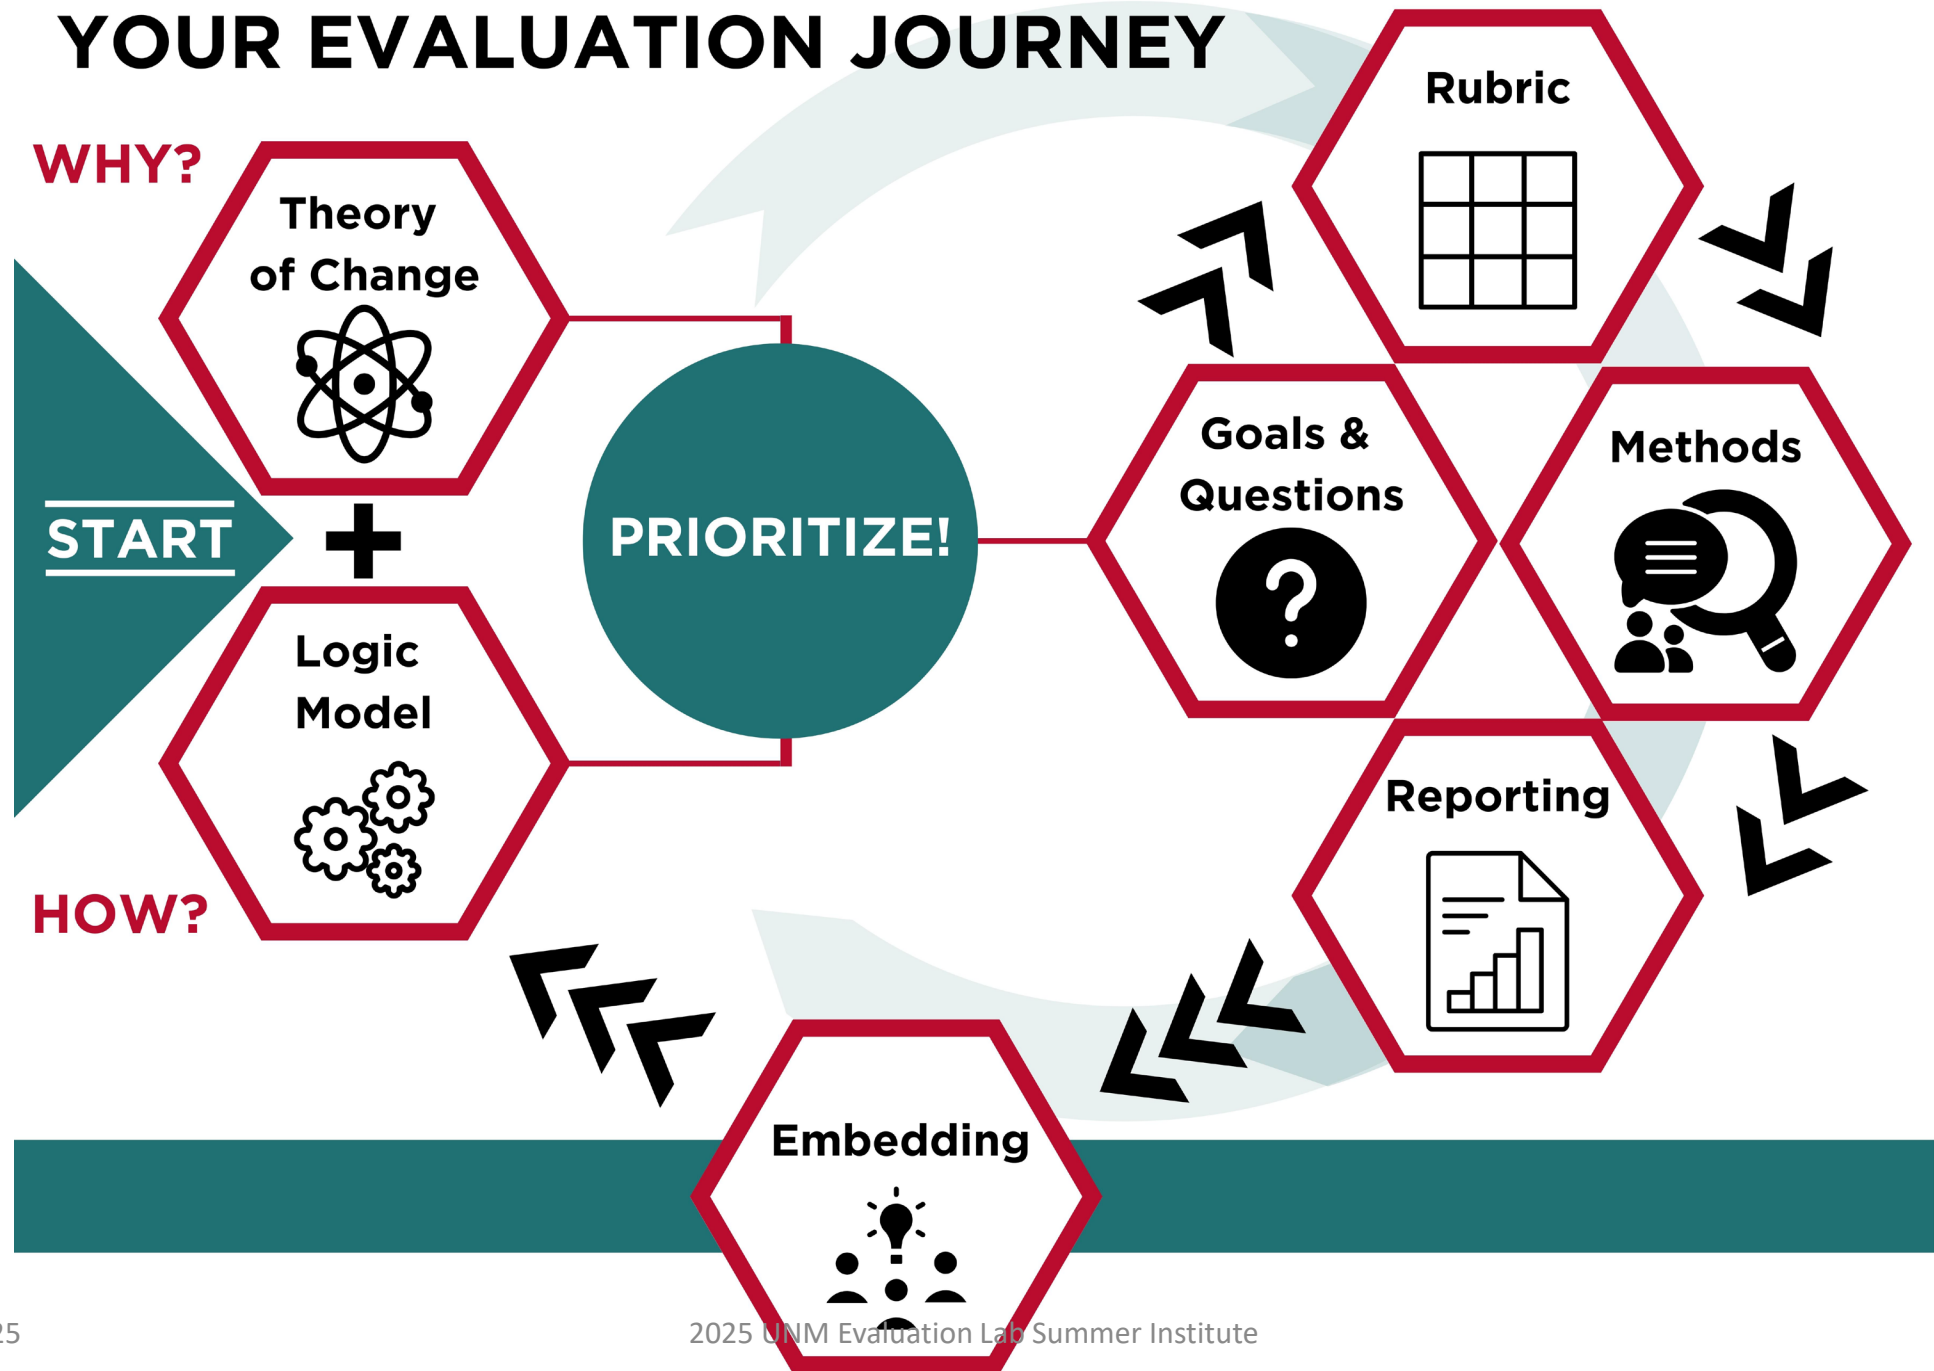 YOUR EVALUATION JOURNEY
WHY?
Theory
of Change
START
+
Logic
Model
HOW?
PRIORITIZE!
Goals &
Questions
?
Rubric
Methods
Reporting
Embedding
25
2025 UNM Evaluation Lab Summer Institute